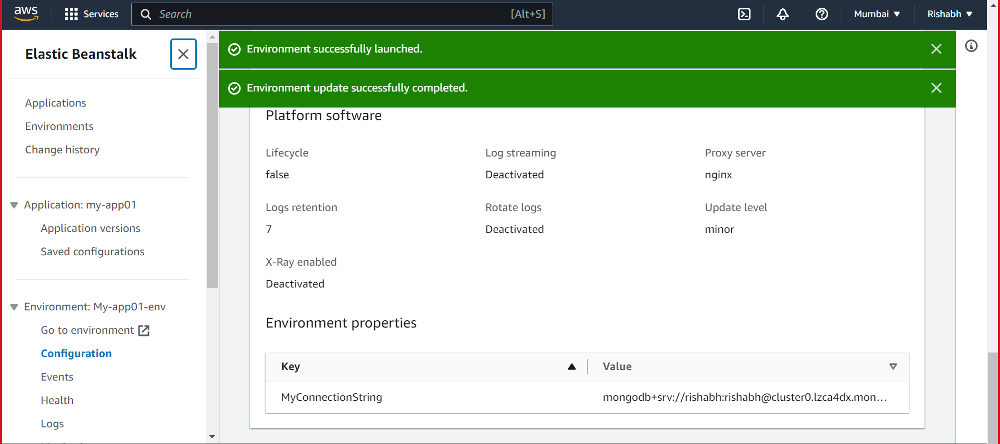 aws
Services
Search [Alt+S]
Mumbai ▼
Rishabh ▼
Elastic Beanstalk
Applications
Environments
Change history
Application: my-app01
Application versions
Saved configurations
Environment: My-app01-env
Go to environment
Configuration
Events
Health
Logs
Environment successfully launched.
Environment update successfully completed.
Platform software
Lifecycle
false
Log streaming
Deactivated
Proxy server
nginx
Logs retention
7
Rotate logs
Deactivated
Update level
minor
X-Ray enabled
Deactivated
Environment properties
Key Value
MyConnectionString mongodb+srv://rishabh:rishabh@cluster0.lzca4dx.mon...